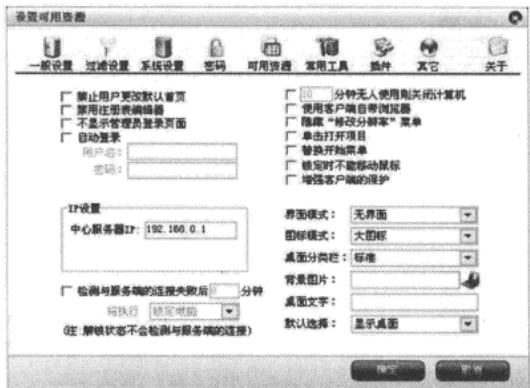 设置可用资源
一般设置 过滤设置 系统设置 密码 可用资源 常用工具 插件 其它 关于
禁止用户更改默认首页
禁用注册表编辑器
不显示管理员登录页面
自动登录
用户名:
密码:
10 分钟无人使用则关闭计算机
使用客户端自带浏览器
隐藏“修改分辨率”菜单
单击打开项目
替换开始菜单
锁定时不能移动鼠标
增强客户端的保护
IP设置
中心服务器IP: 192.168.0.1
检测与服务端的连接失败后 分钟
将执行 锁定电脑
(注:解锁状态不会检测与服务端的连接)
界面模式: 无界面
图标模式: 大图标
桌面分类栏: 标准
背景图片:
桌面文字:
默认选择: 显示桌面
确定 取消